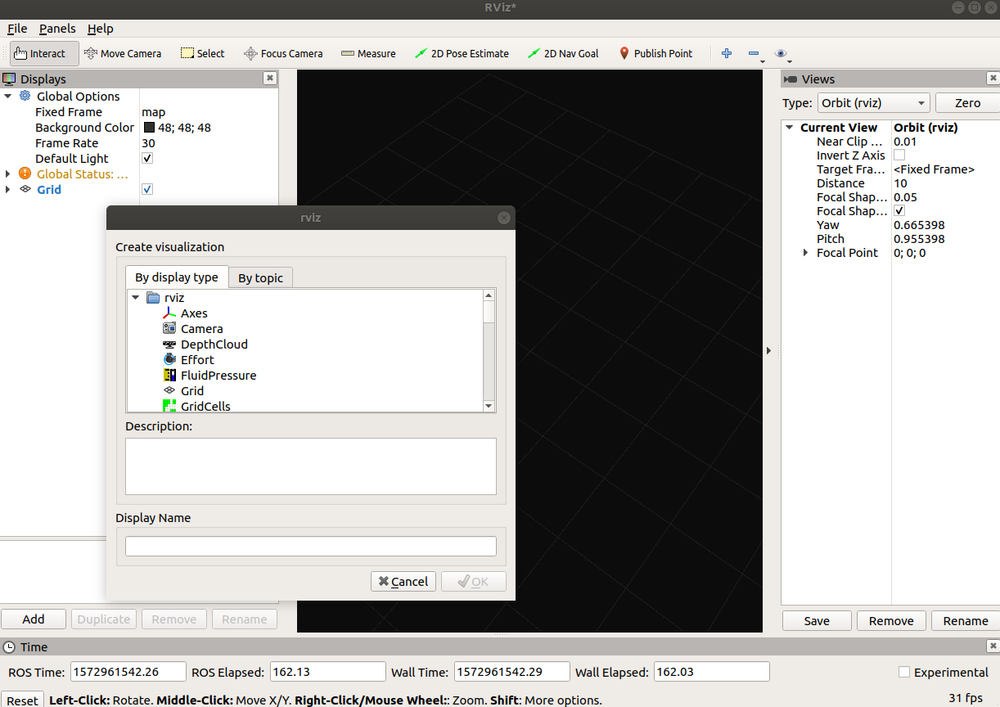 RViz*
File Panels Help
Interact Move Camera Select Focus Camera Measure 2D Pose Estimate 2D Nav Goal Publish Point
Displays
Global Options
Fixed Frame map
Background Color 48; 48; 48
Frame Rate 30
Default Light
Global Status: ...
Grid
rviz
Create visualization
By display type By topic
rviz
Axes
Camera
DepthCloud
Effort
FluidPressure
Grid
GridCells
Description:
Display Name
Cancel OK
Add Duplicate Remove Rename
Views
Type: Orbit (rviz) Zero
Current View Orbit (rviz)
Near Clip ... 0.01
Invert Z Axis
Target Fra... <Fixed Frame>
Distance 10
Focal Shap... 0.05
Focal Shap...
Yaw 0.665398
Pitch 0.955398
Focal Point 0; 0; 0
Save Remove Rename
Time
ROS Time: 1572961542.26 ROS Elapsed: 162.13 Wall Time: 1572961542.29 Wall Elapsed: 162.03 Experimental
Reset Left-Click: Rotate. Middle-Click: Move X/Y. Right-Click/Mouse Wheel:: Zoom. Shift: More options. 31 fps